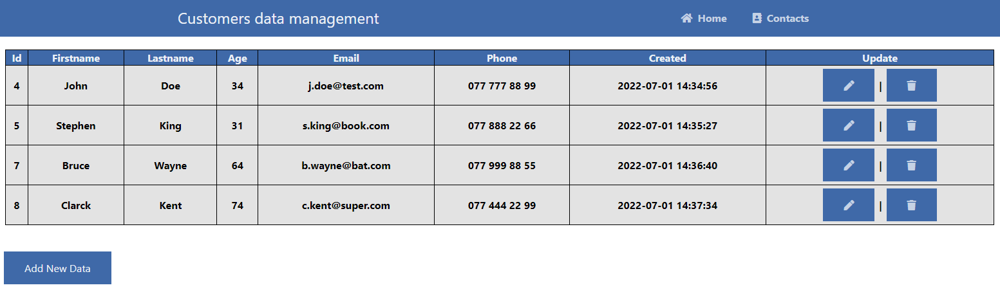 Customers data management Home Contacts
Id Firstname Lastname Age Email Phone Created Update
4 John Doe 34 j.doe@test.com 077 777 88 99 2022-07-01 14:34:56 |
5 Stephen King 31 s.king@book.com 077 888 22 66 2022-07-01 14:35:27 |
7 Bruce Wayne 64 b.wayne@bat.com 077 999 88 55 2022-07-01 14:36:40 |
8 Clarck Kent 74 c.kent@super.com 077 444 22 99 2022-07-01 14:37:34 |
Add New Data